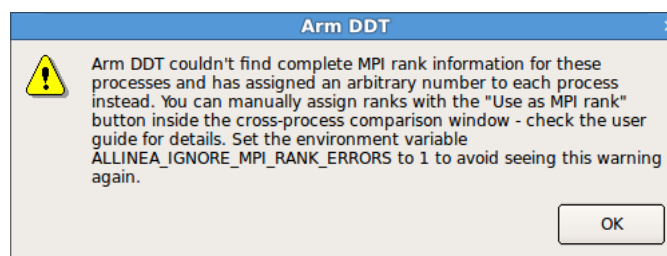 Arm DDT
Arm DDT couldn't find complete MPI rank information for these
processes and has assigned an arbitrary number to each process
instead. You can manually assign ranks with the "Use as MPI rank"
button inside the cross-process comparison window - check the user
guide for details. Set the environment variable
ALLINEA_IGNORE_MPI_RANK_ERRORS to 1 to avoid seeing this warning
again.
OK